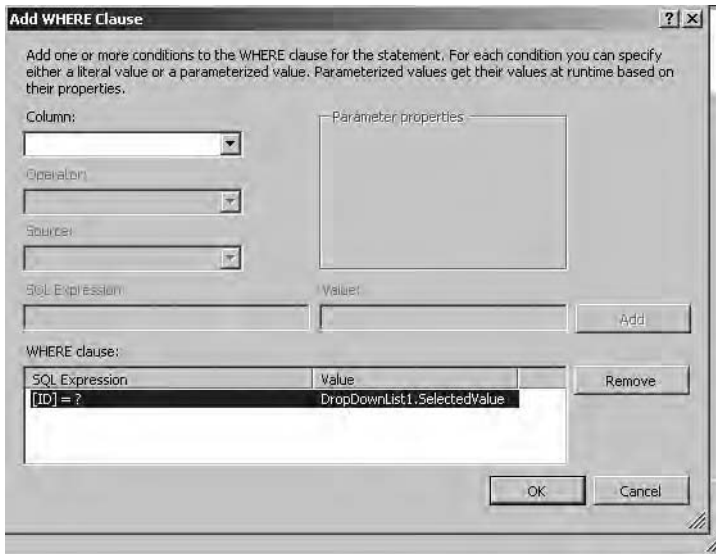 Add WHERE Clause
Add one or more conditions to the WHERE clause for the statement. For each condition you can specify
either a literal value or a parameterized value. Parameterized values get their values at runtime based on
their properties.
Column:
Parameter properties
Operator:
Source:
SQL Expression
Value:
Add
WHERE clause:
SQL Expression Value
Remove
[ID] = ? DropDownList1.SelectedValue
OK Cancel